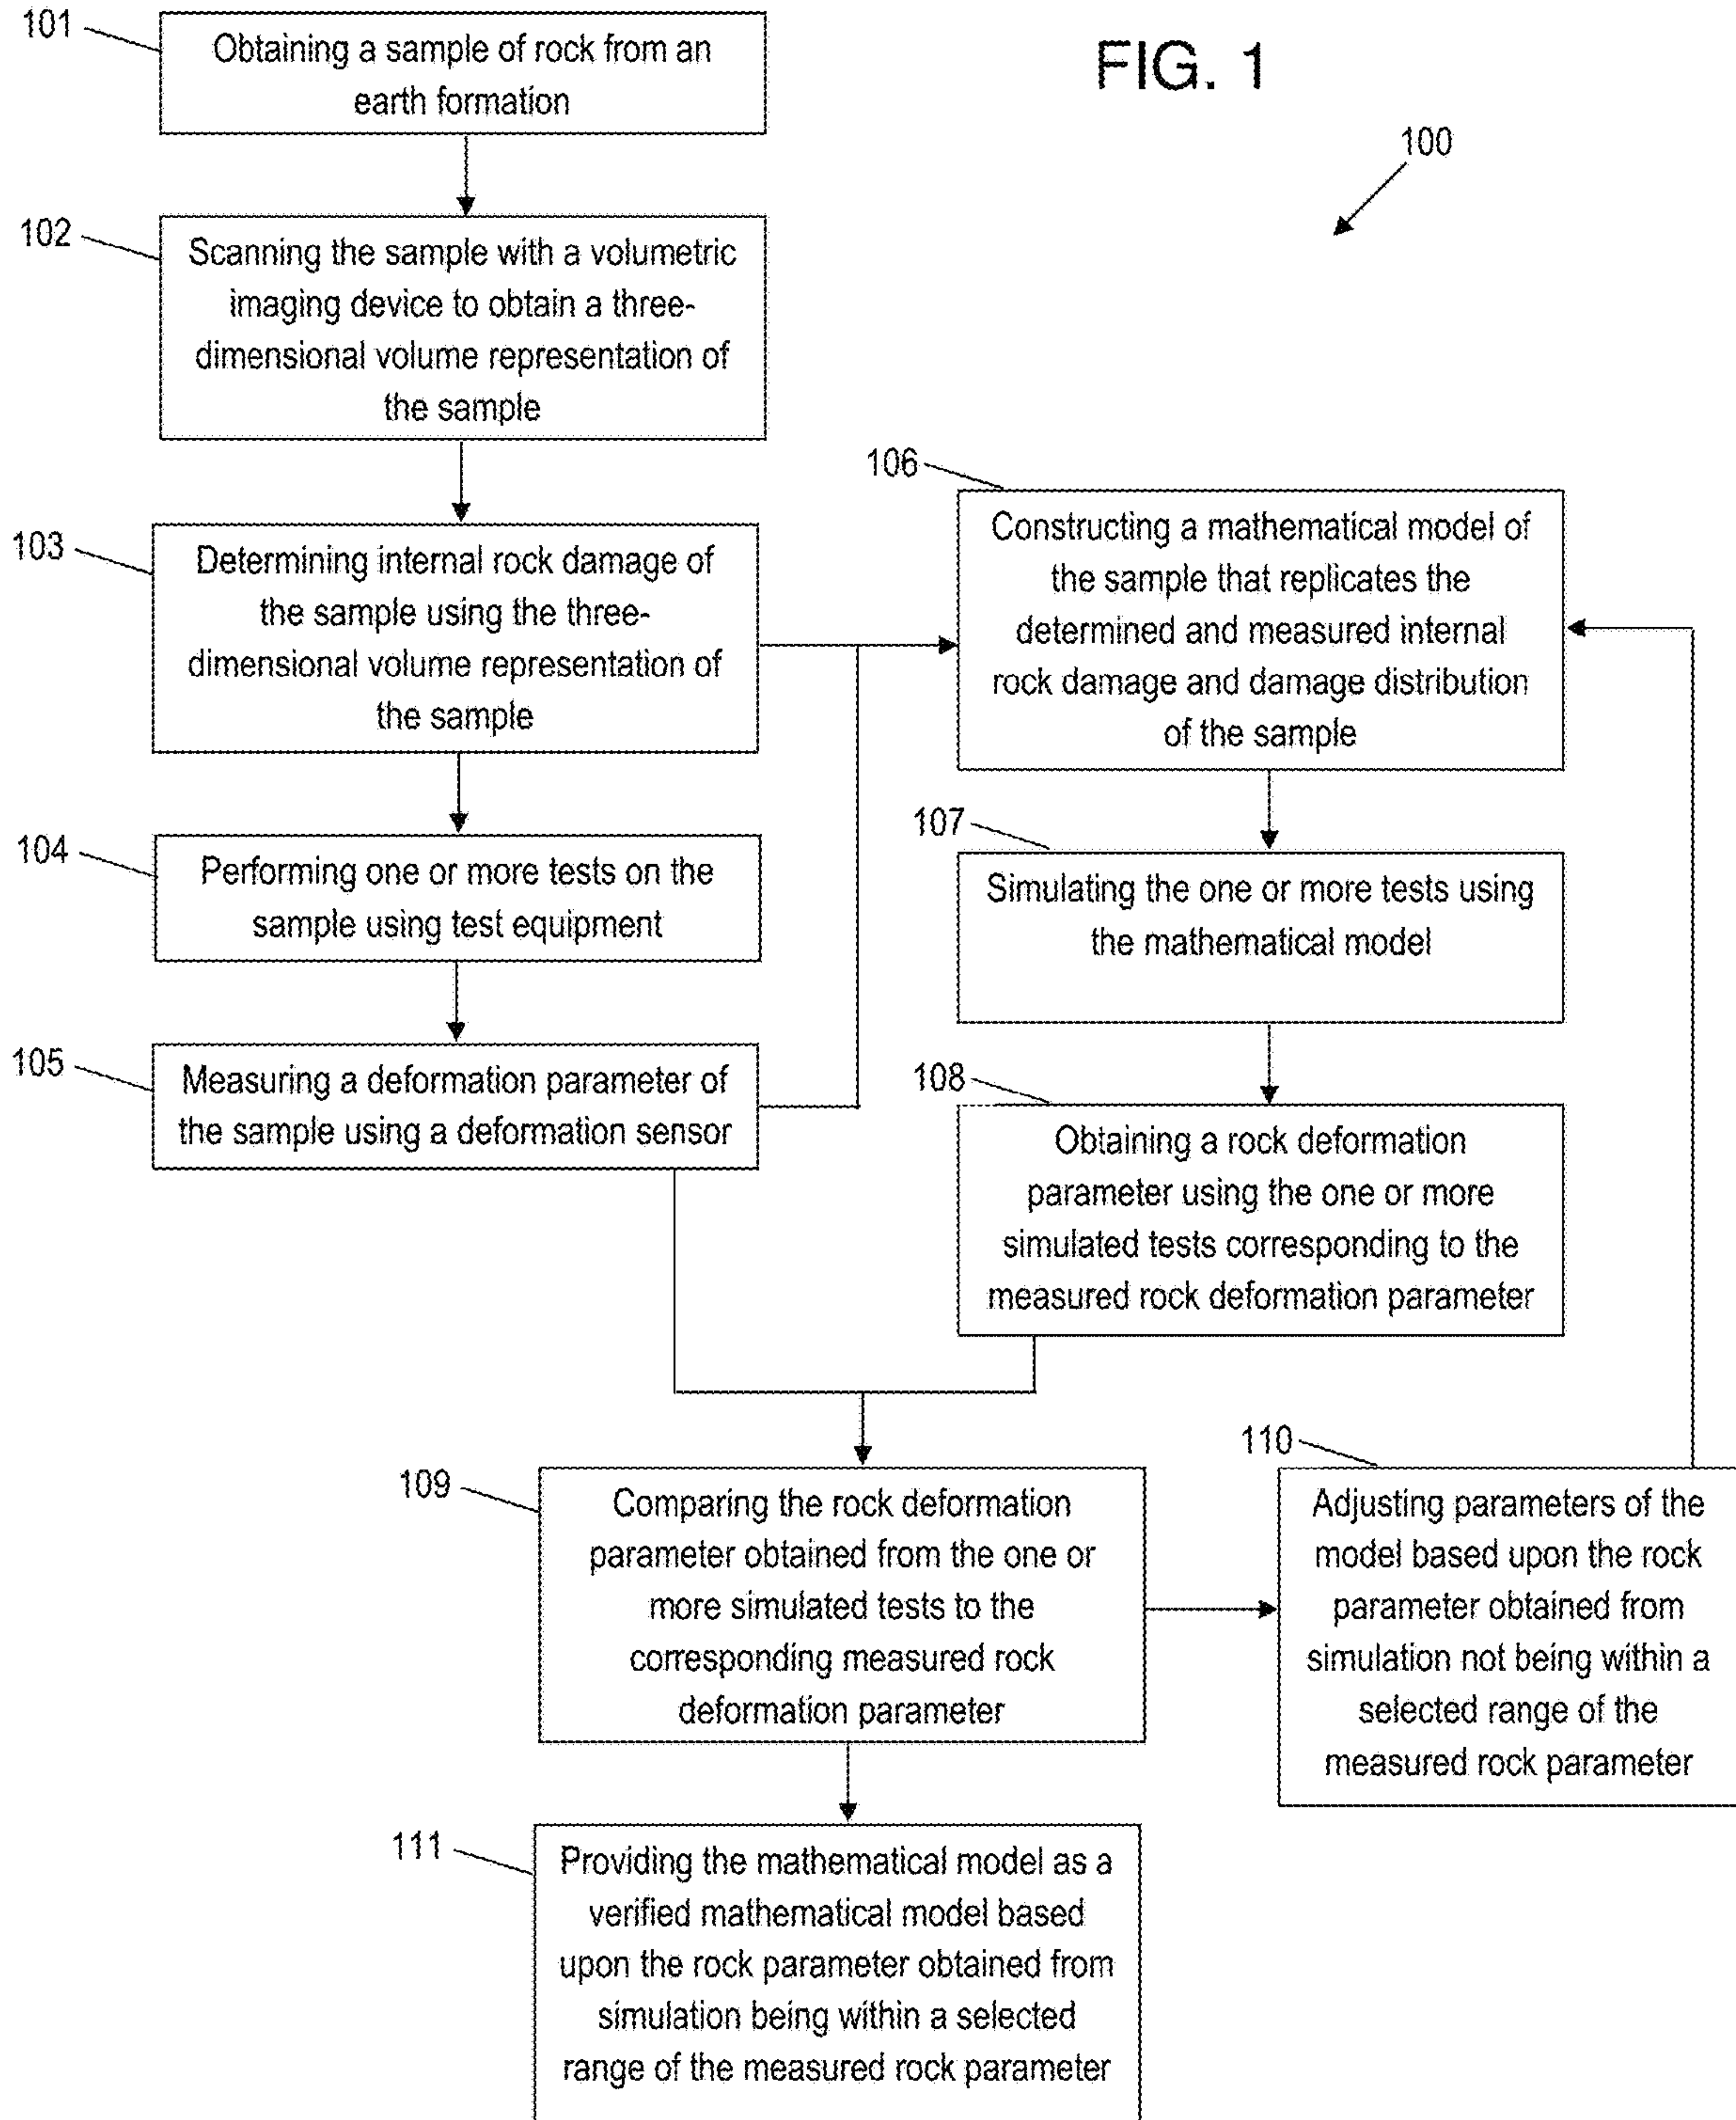 FIG. 1
100
101
Obtaining a sample of rock from an
earth formation
102
Scanning the sample with a volumetric
imaging device to obtain a three-
dimensional volume representation of
the sample
103
Determining internal rock damage of
the sample using the three-
dimensional volume representation of
the sample
104
Performing one or more tests on the
sample using test equipment
105
Measuring a deformation parameter of
the sample using a deformation sensor
106
Constructing a mathematical model of
the sample that replicates the
determined and measured internal
rock damage and damage distribution
of the sample
107
Simulating the one or more tests using
the mathematical model
108
Obtaining a rock deformation
parameter using the one or more
simulated tests corresponding to the
measured rock deformation parameter
109
Comparing the rock deformation
parameter obtained from the one or
more simulated tests to the
corresponding measured rock
deformation parameter
110
Adjusting parameters of the
model based upon the rock
parameter obtained from
simulation not being within a
selected range of the
measured rock parameter
111
Providing the mathematical model as a
verified mathematical model based
upon the rock parameter obtained from
simulation being within a selected
range of the measured rock parameter